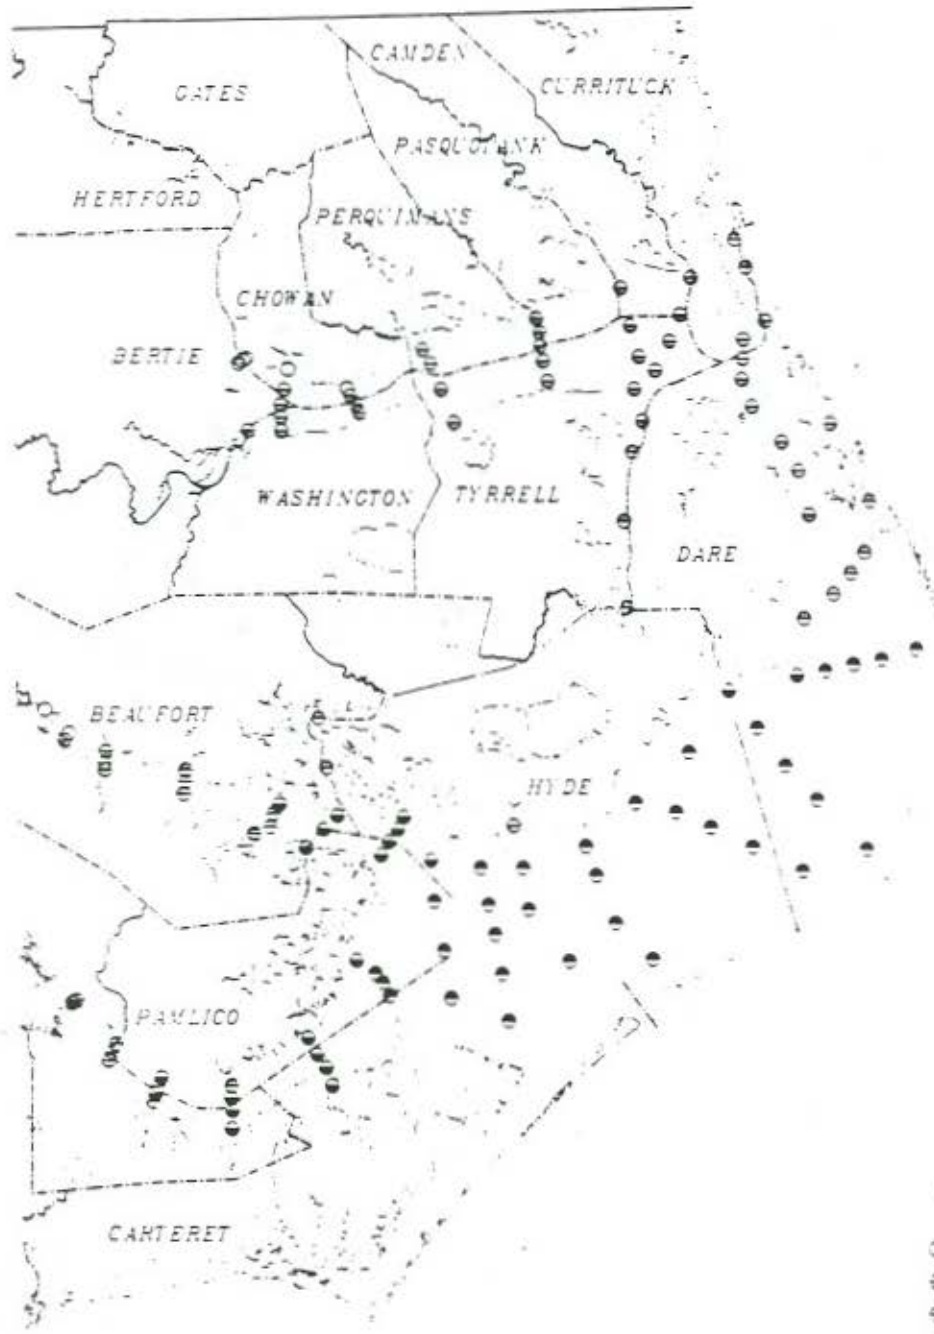 CAMDEN
GATES
CURRITUCK
PASQUOTANK
HERTFORD
PERQUIMANS
CHOWAN
BERTIE
WASHINGTON
TYRRELL
DARE
BEAUFORT
HYDE
PAMLICO
CARTERET